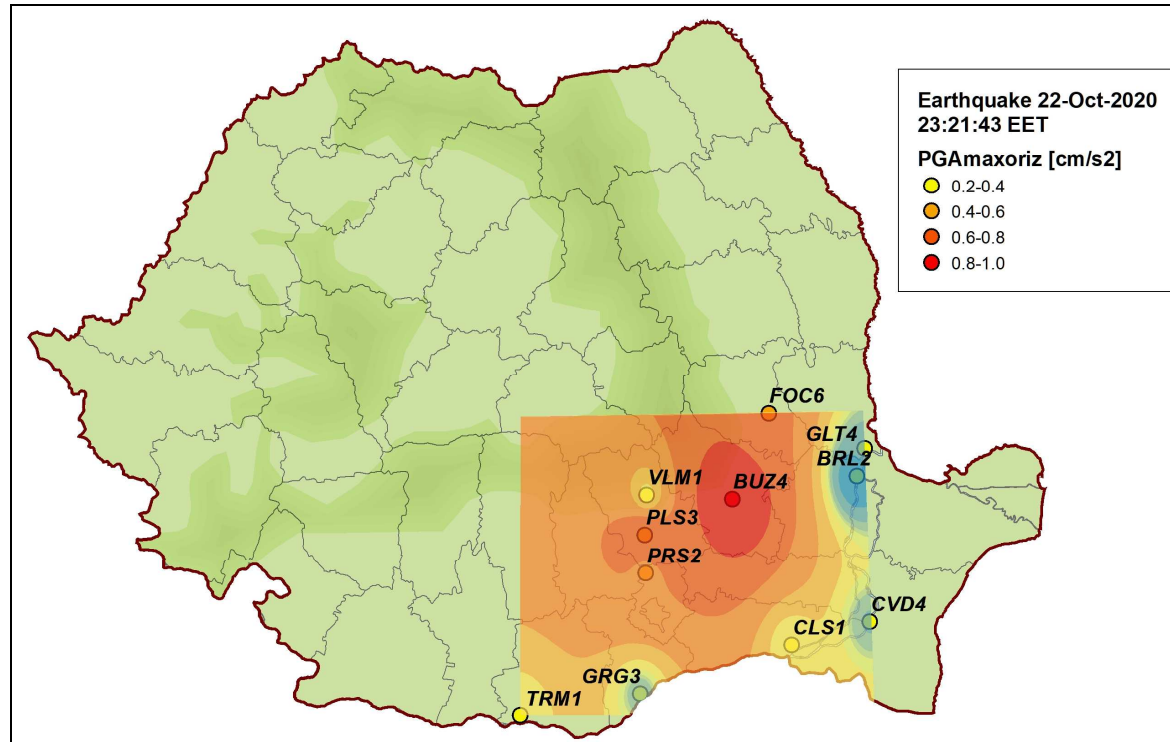 Earthquake 22-Oct-2020
23:21:43 EET
PGAmaxoriz [cm/s2]
0.2-0.4
0.4-0.6
0.6-0.8
0.8-1.0
FOC6
GLT4
BRL2
VLM1
BUZ4
PLS3
PRS2
CVD4
CLS1
GRG3
TRM1